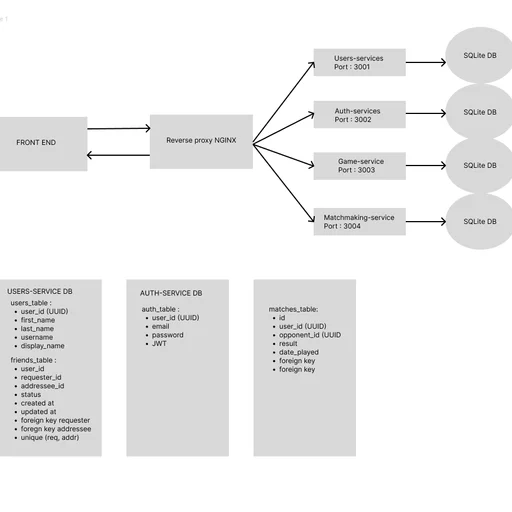 e 1
FRONT END
Reverse proxy NGINX
Users-services
Port : 3001
Auth-services
Port : 3002
Game-service
Port : 3003
Matchmaking-service
Port : 3004
SQLite DB
SQLite DB
SQLite DB
SQLite DB
USERS-SERVICE DB
users_table :
• user_id (UUID)
• first_name
• last_name
• username
• display_name
friends_table :
• user_id
• requester_id
• addressee_id
• status
• created at
• updated at
• foreign key requester
• foregn key addressee
• unique (req, addr)
AUTH-SERVICE DB
auth_table :
• user_id (UUID)
• email
• password
• JWT
matches_table:
• id
• user_id (UUID)
• opponent_id (UUID
• result
• date_played
• foreign key
• foreign key